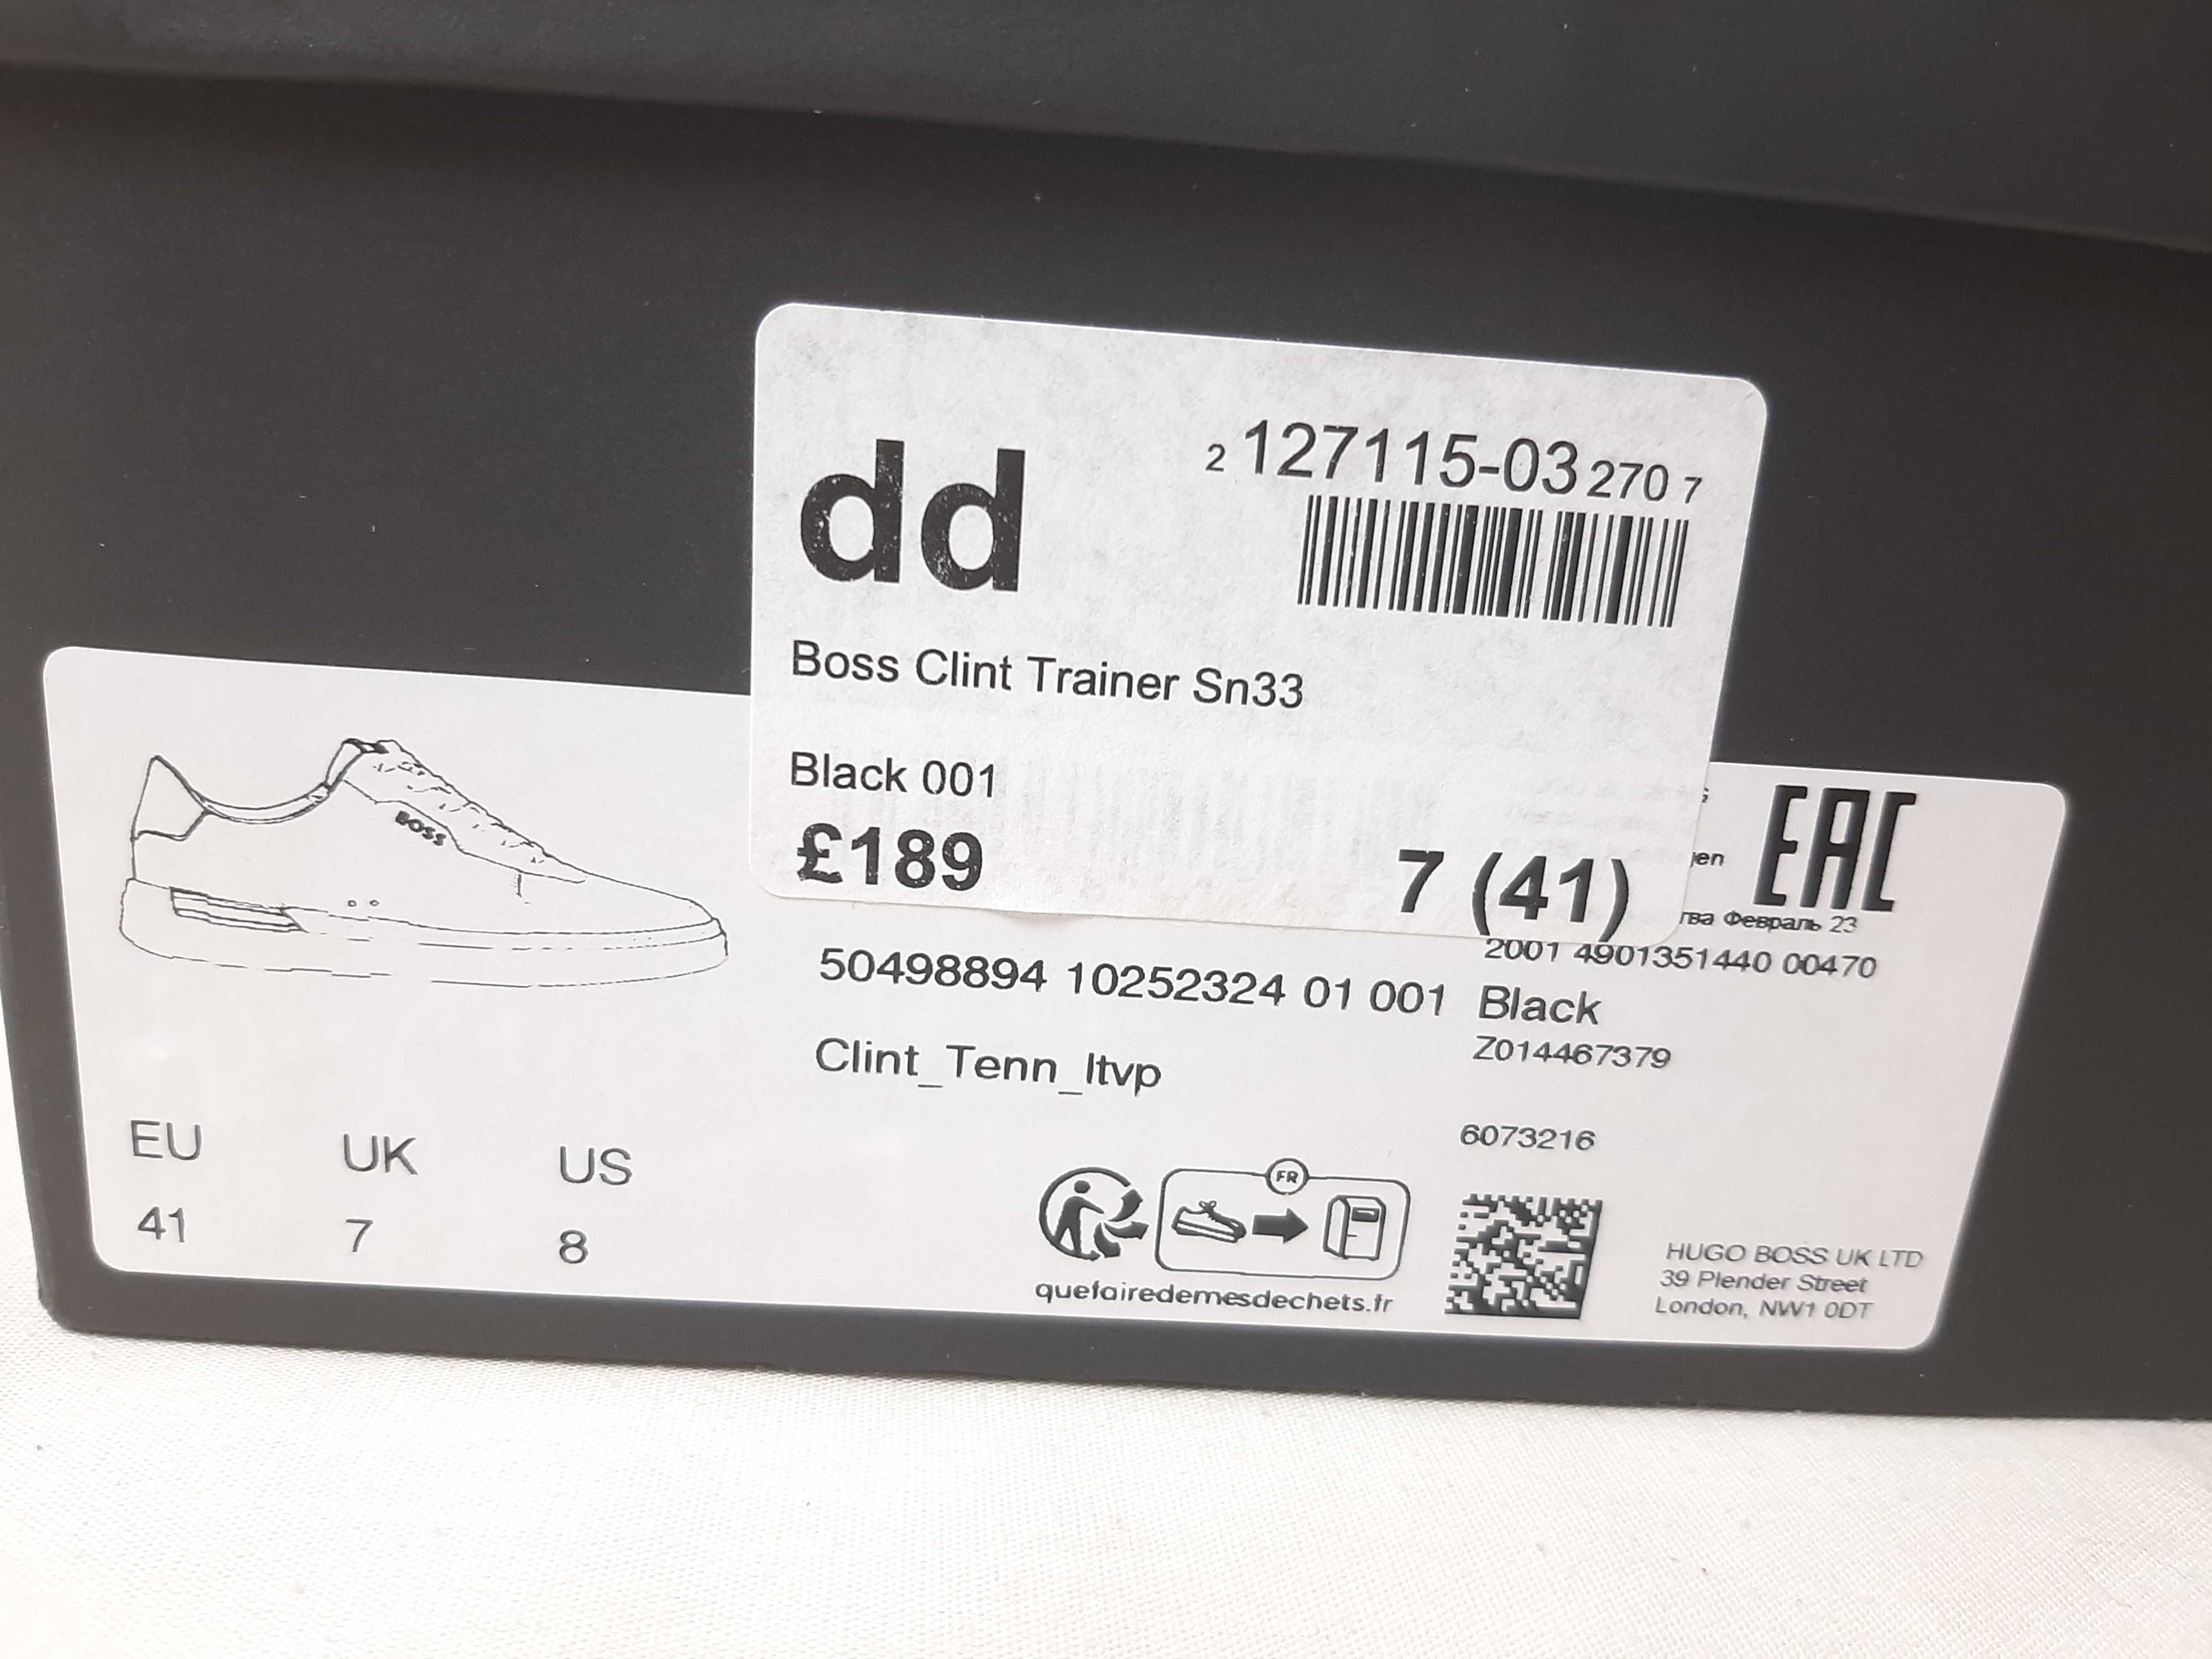 dd
2 127115-03 270 7
Boss Clint Trainer Sn33
Black 001
£189
7 (41)
EAC
Февраль 23
2001 4901351440 00470
BOSS
50498894 10252324 01 001 Black
Z014467379
Clint_Tenn_ltvp
6073216
EU UK US
41 7 8
FR
quefairedemesdechets.fr
HUGO BOSS UK LTD
39 Plender Street
London, NW1 0DT